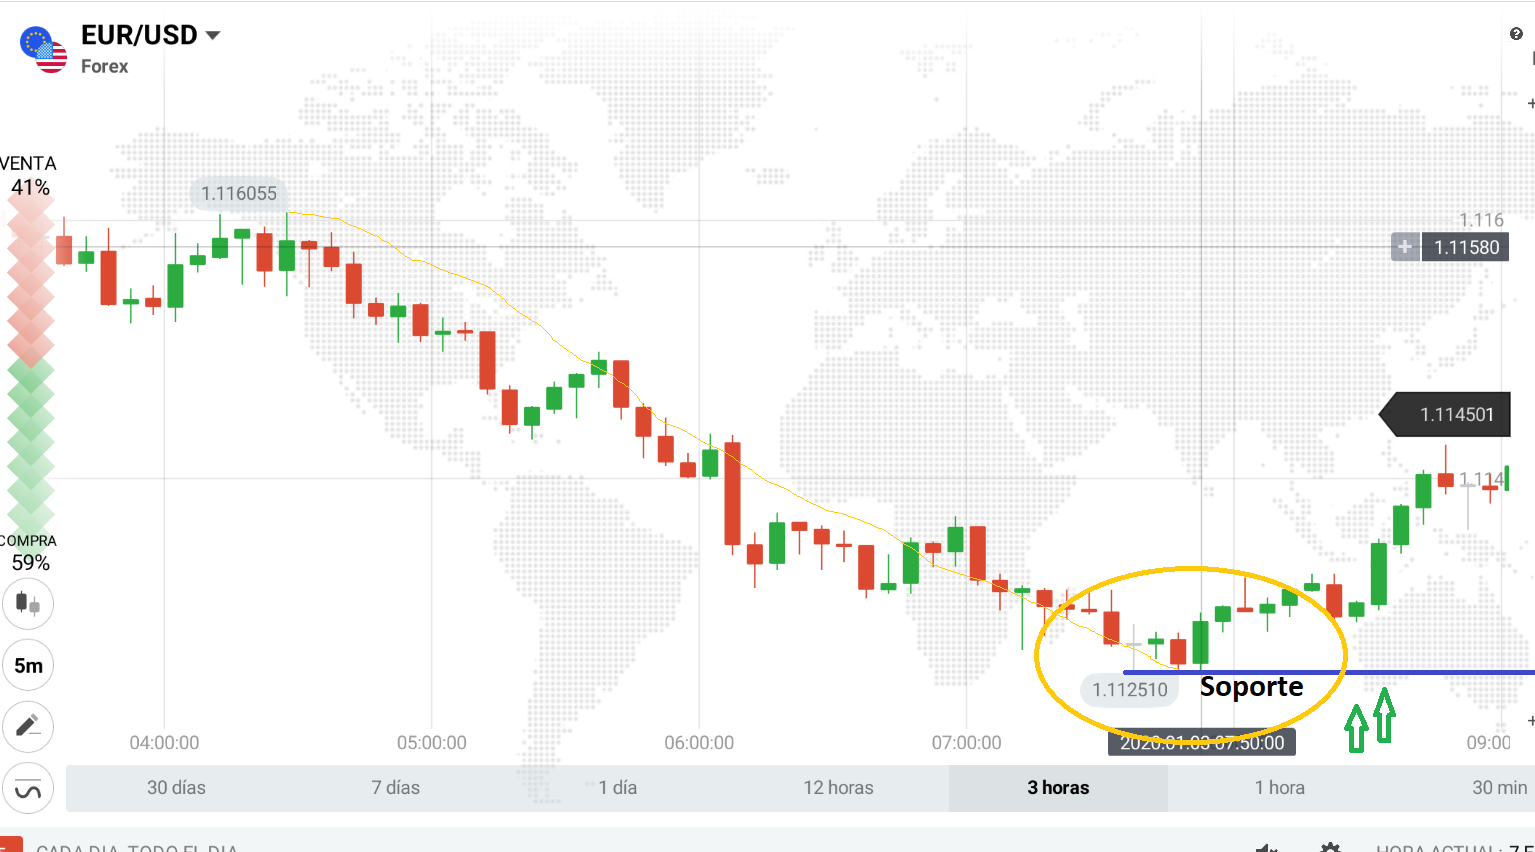 EUR/USD
Forex
VENTA
41%
1.116055
1.116
+ 1.11580
1.114501
1.114
COMPRA
59%
5m
1.112510
Soporte
04:00:00
05:00:00
06:00:00
07:00:00
2020.01.03 07:50:00
09:00
30 días
7 días
1 día
12 horas
3 horas
1 hora
30 min
CADA DIA, TODO EL DIA
HORA ACTUAL: 7 E